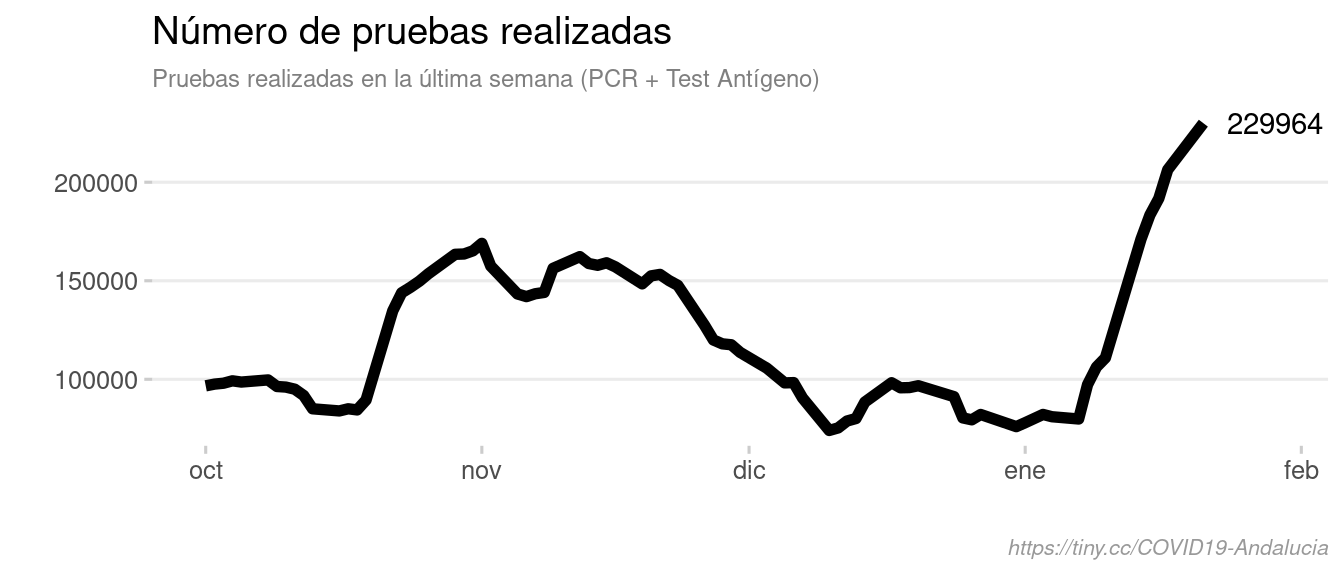 Número de pruebas realizadas
Pruebas realizadas en la última semana (PCR + Test Antígeno)
229964
200000
150000
100000
oct nov dic ene feb
https://tiny.cc/COVID19-Andalucia